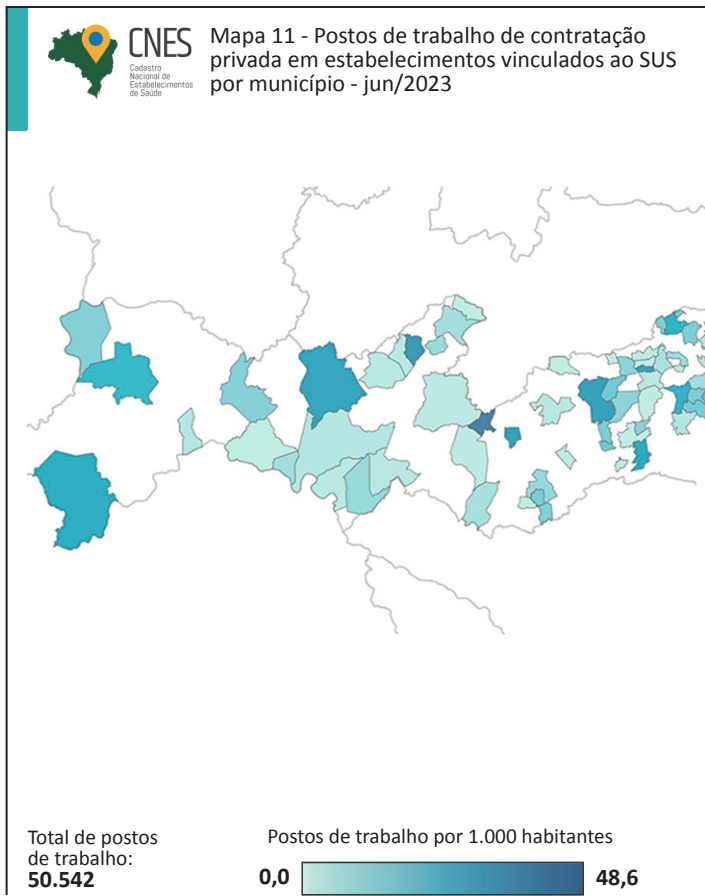 CNES
Cadastro
Nacional de
Estabelecimentos
de Saúde
Mapa 11 - Postos de trabalho de contratação
privada em estabelecimentos vinculados ao SUS
por município - jun/2023
Total de postos
de trabalho:
50.542
Postos de trabalho por 1.000 habitantes
0,0
48,6